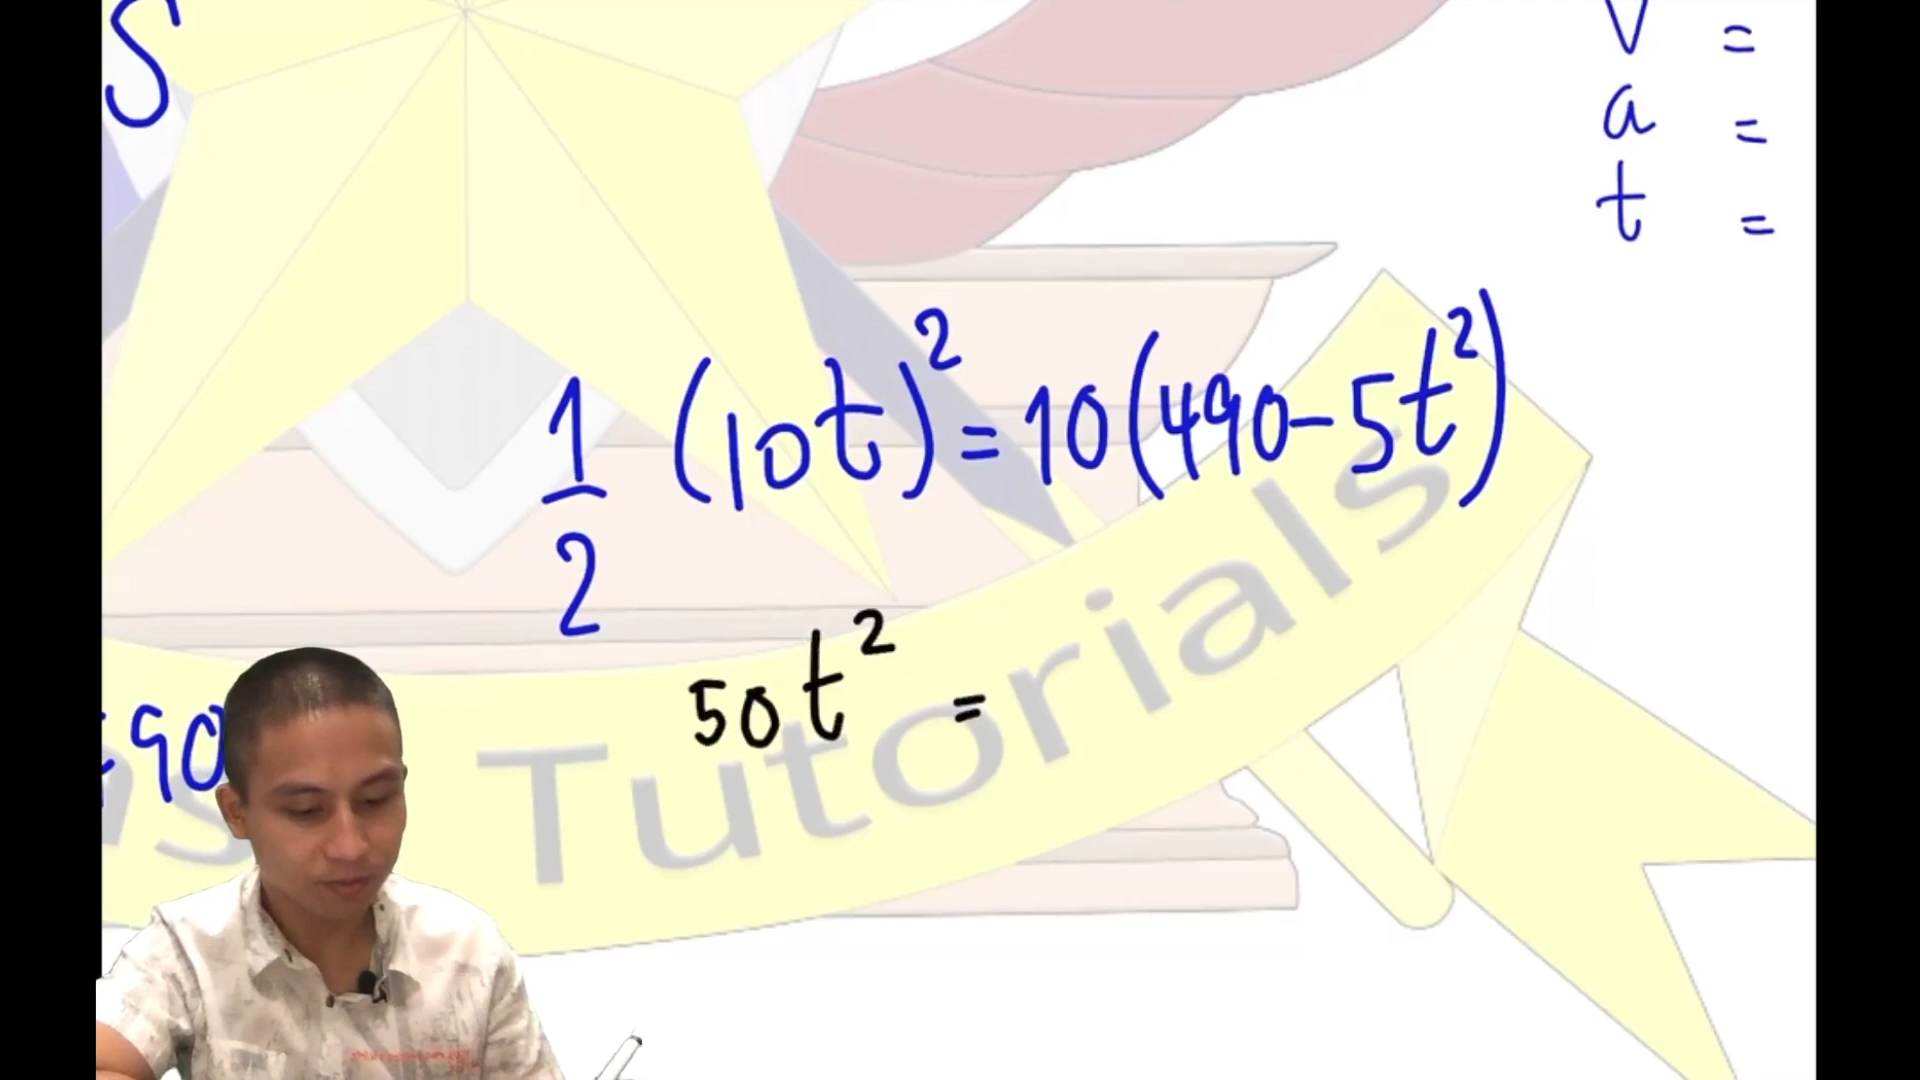 S
V =
a =
t =
1/2 (10t)² = 10(490-5t²)
50t² =
90
Tutorials